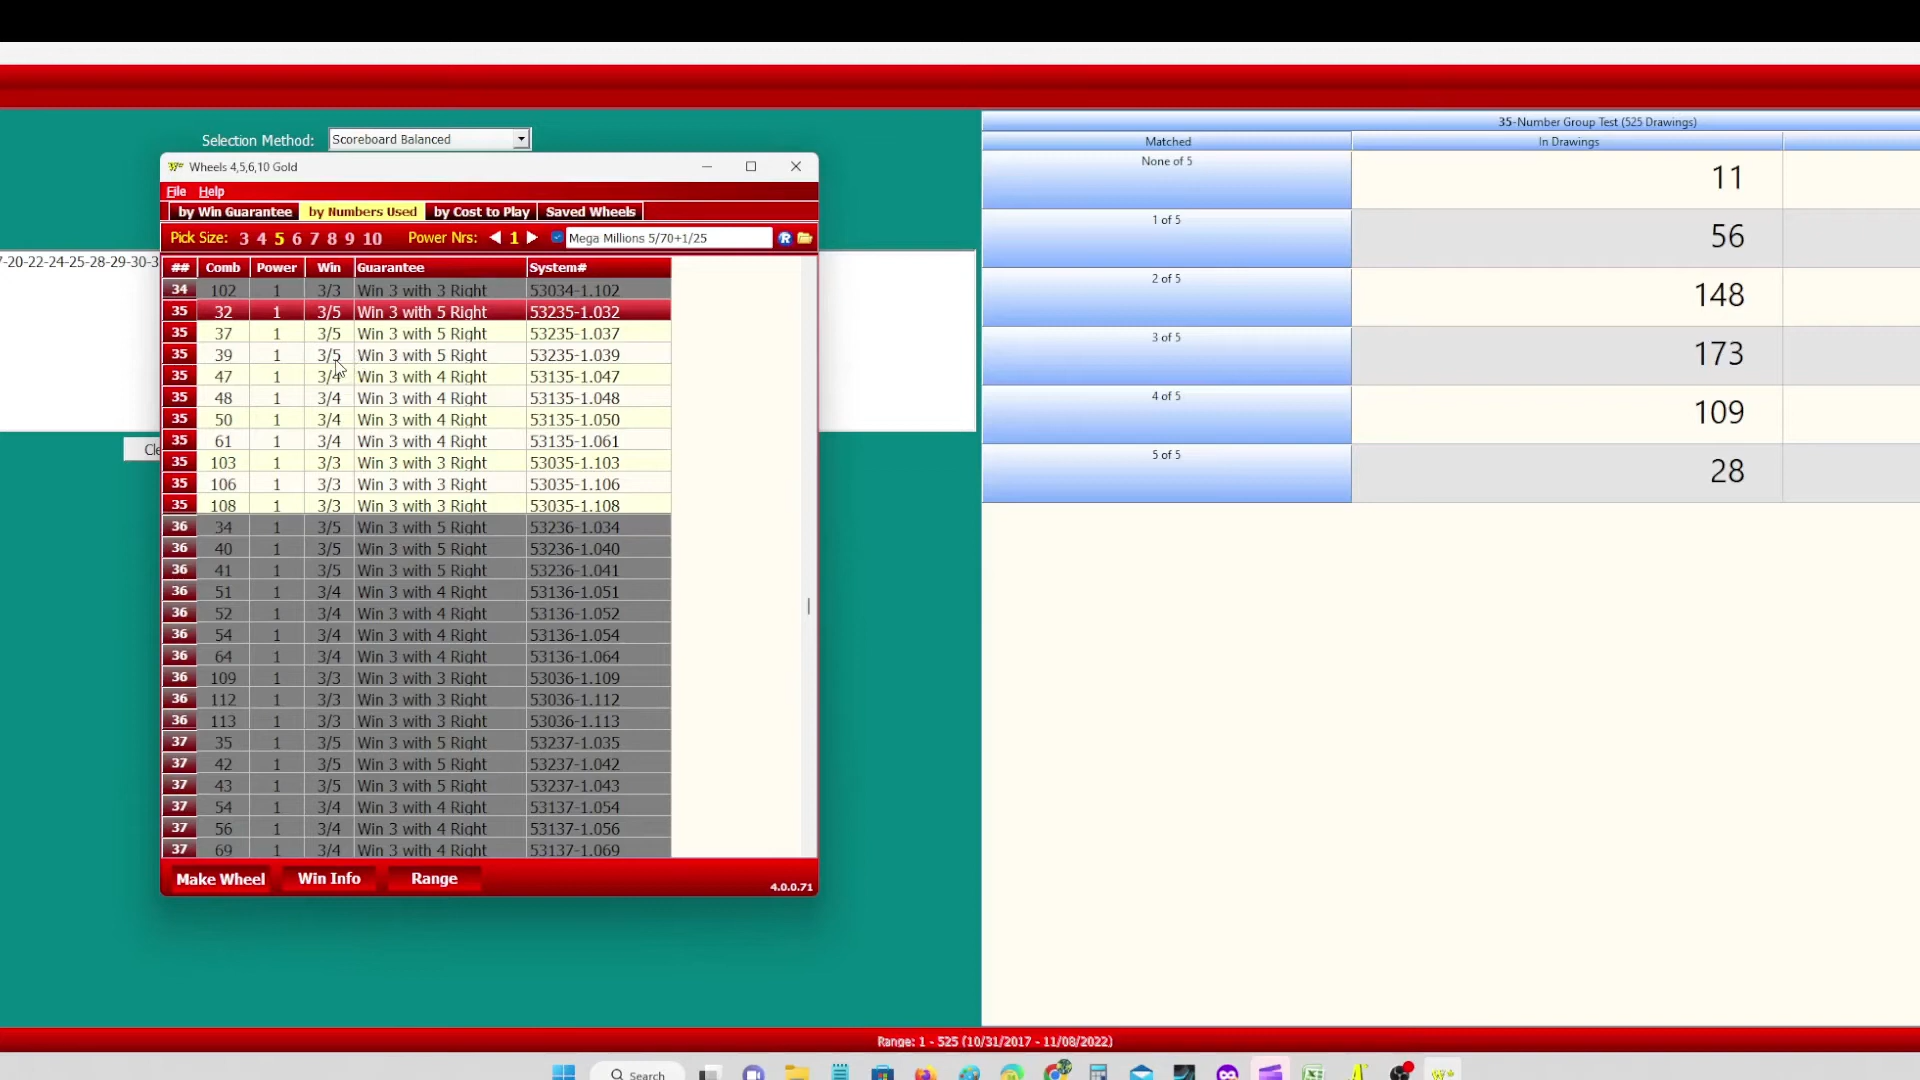 Selection Method: Scoreboard Balanced
Wheels 4,5,6,10 Gold
File Help
by Win Guarantee by Numbers Used by Cost to Play Saved Wheels
Pick Size: 3 4 5 6 7 8 9 10 Power Nrs: 1 Mega Millions 5/70+1/25
## Comb Power Win Guarantee System#
34 102 1 3/3 Win 3 with 3 Right 53034-1.102
35 32 1 3/5 Win 3 with 5 Right 53235-1.032
35 37 1 3/5 Win 3 with 5 Right 53235-1.037
35 39 1 3/5 Win 3 with 5 Right 53235-1.039
35 47 1 3/4 Win 3 with 4 Right 53135-1.047
35 48 1 3/4 Win 3 with 4 Right 53135-1.048
35 50 1 3/4 Win 3 with 4 Right 53135-1.050
35 61 1 3/4 Win 3 with 4 Right 53135-1.061
35 103 1 3/3 Win 3 with 3 Right 53035-1.103
35 106 1 3/3 Win 3 with 3 Right 53035-1.106
35 108 1 3/3 Win 3 with 3 Right 53035-1.108
36 34 1 3/5 Win 3 with 5 Right 53236-1.034
36 40 1 3/5 Win 3 with 5 Right 53236-1.040
36 41 1 3/5 Win 3 with 5 Right 53236-1.041
36 51 1 3/4 Win 3 with 4 Right 53136-1.051
36 52 1 3/4 Win 3 with 4 Right 53136-1.052
36 54 1 3/4 Win 3 with 4 Right 53136-1.054
36 64 1 3/4 Win 3 with 4 Right 53136-1.064
36 109 1 3/3 Win 3 with 3 Right 53036-1.109
36 112 1 3/3 Win 3 with 3 Right 53036-1.112
36 113 1 3/3 Win 3 with 3 Right 53036-1.113
37 35 1 3/5 Win 3 with 5 Right 53237-1.035
37 42 1 3/5 Win 3 with 5 Right 53237-1.042
37 43 1 3/5 Win 3 with 5 Right 53237-1.043
37 54 1 3/4 Win 3 with 4 Right 53137-1.054
37 56 1 3/4 Win 3 with 4 Right 53137-1.056
37 69 1 3/4 Win 3 with 4 Right 53137-1.069
Make Wheel Win Info Range 4.0.0.71
7-20-22-24-25-28-29-30-3
Cle
35-Number Group Test (525 Drawings)
Matched In Drawings
None of 5 11
1 of 5 56
2 of 5 148
3 of 5 173
4 of 5 109
5 of 5 28
Range: 1 - 525 (10/31/2017 - 11/08/2022)
Search